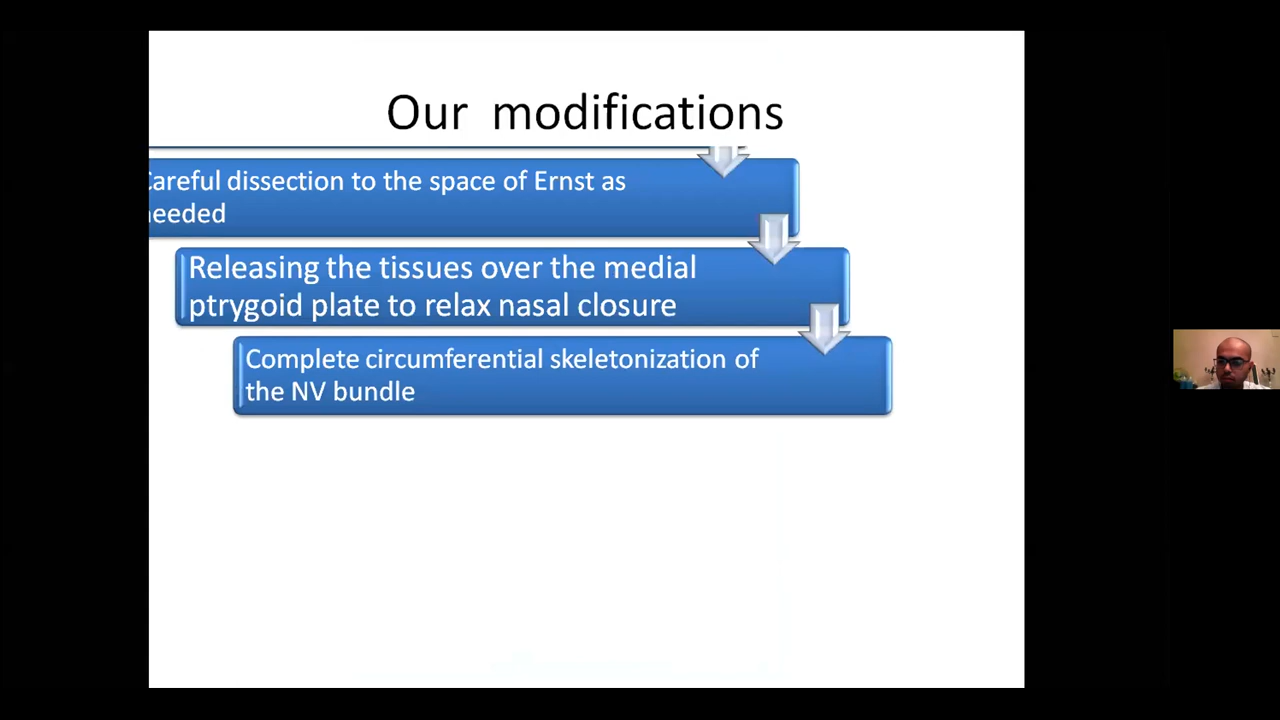 Our modifications
Careful dissection to the space of Ernst as
needed
Releasing the tissues over the medial
ptrygoid plate to relax nasal closure
Complete circumferential skeletonization of
the NV bundle